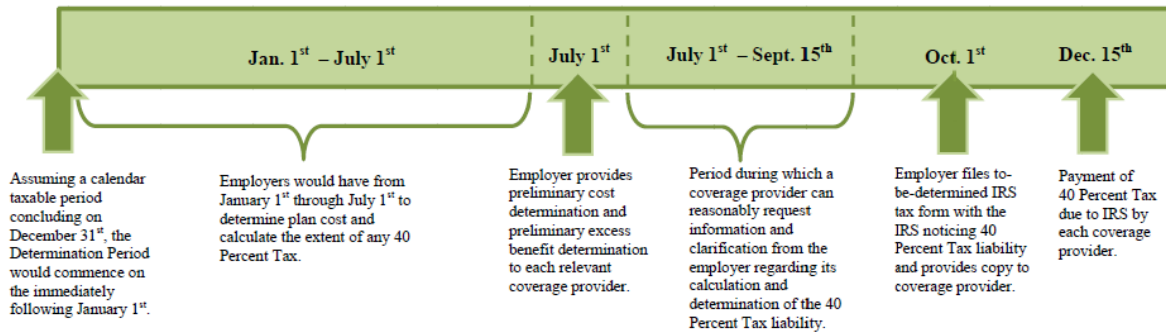 Jan. 1st – July 1st
July 1st
July 1st – Sept. 15th
Oct. 1st
Dec. 15th
Assuming a calendar
taxable period
concluding on
December 31st, the
Determination Period
would commence on
the immediately
following January 1st.
Employers would have from
January 1st through July 1st to
determine plan cost and
calculate the extent of any 40
Percent Tax.
Employer provides
preliminary cost
determination and
preliminary excess
benefit determination
to each relevant
coverage provider.
Period during which a
coverage provider can
reasonably request
information and
clarification from the
employer regarding its
calculation and
determination of the 40
Percent Tax liability.
Employer files to-
be-determined IRS
tax form with the
IRS noticing 40
Percent Tax liability
and provides copy to
coverage provider.
Payment of
40 Percent Tax
due to IRS by
each coverage
provider.